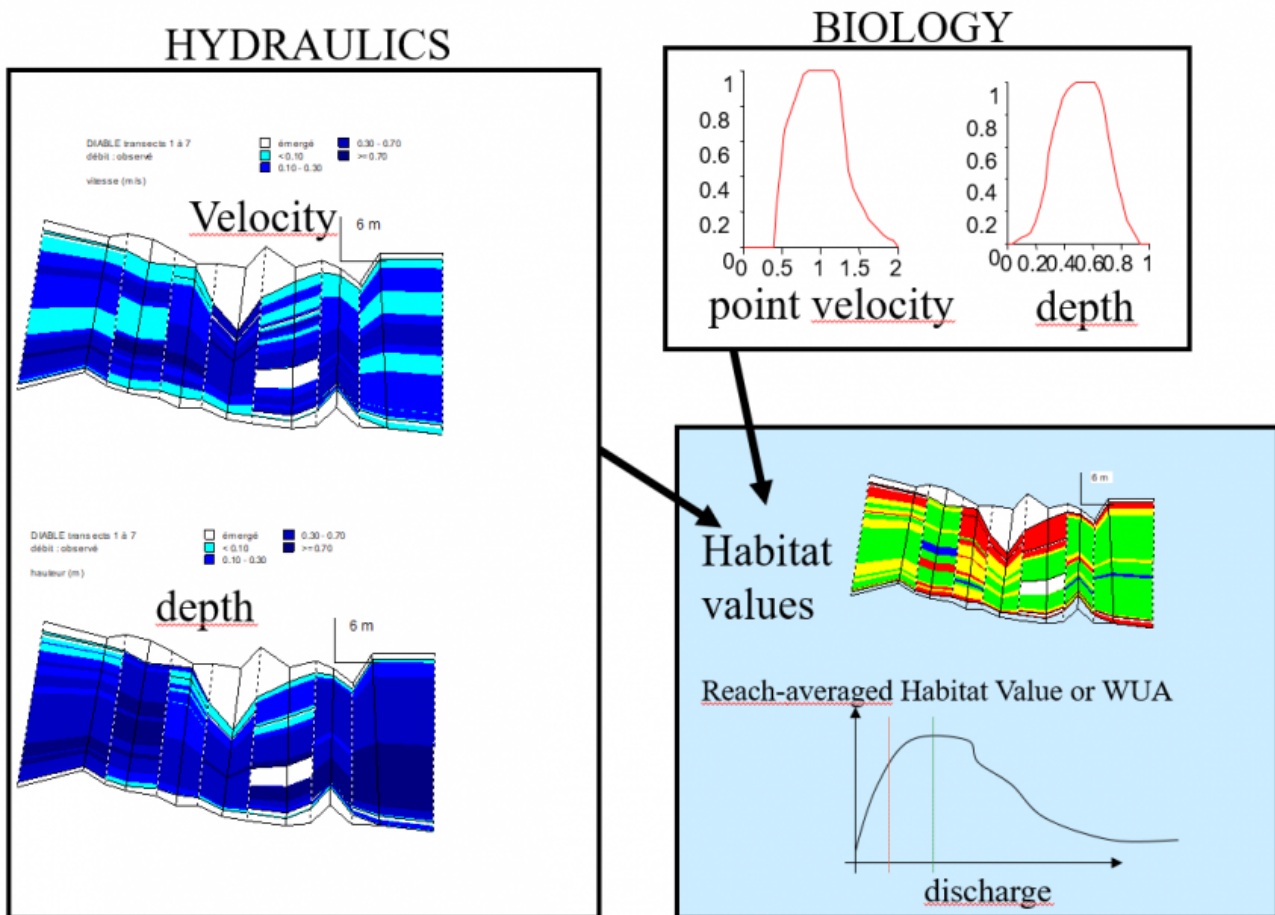 HYDRAULICS
DIABLE transects 1 à 7
débit : observé
vitesse (m/s)
émergé
< 0.10
0.10 - 0.30
0.30 - 0.70
>= 0.70
Velocity
6 m
DIABLE transects 1 à 7
débit : observé
hauteur (m)
émergé
< 0.10
0.10 - 0.30
0.30 - 0.70
>= 0.70
depth
6 m
BIOLOGY
1
0.8
0.6
0.4
0.2
0
0 0.5 1 1.5 2
point velocity
1
0.8
0.6
0.4
0.2
0
0 0.2 0.4 0.6 0.8 1
depth
6 m
Habitat
values
Reach-averaged Habitat Value or WUA
discharge